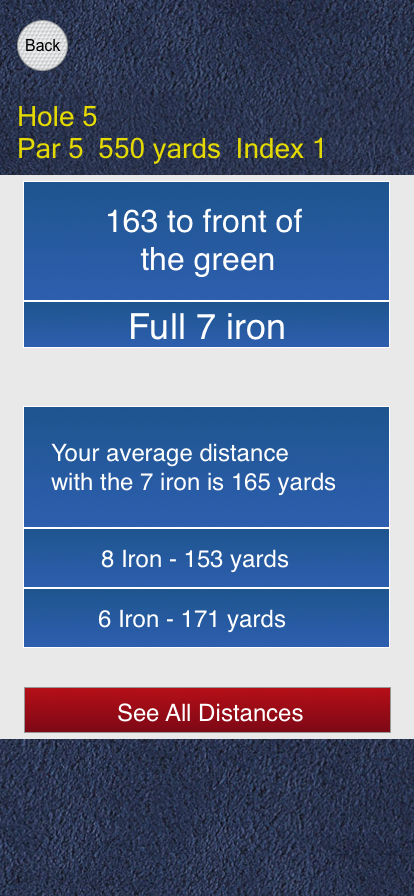 Back
Hole 5
Par 5  550 yards  Index 1
163 to front of
the green
Full 7 iron
Your average distance
with the 7 iron is 165 yards
8 Iron - 153 yards
6 Iron - 171 yards
See All Distances